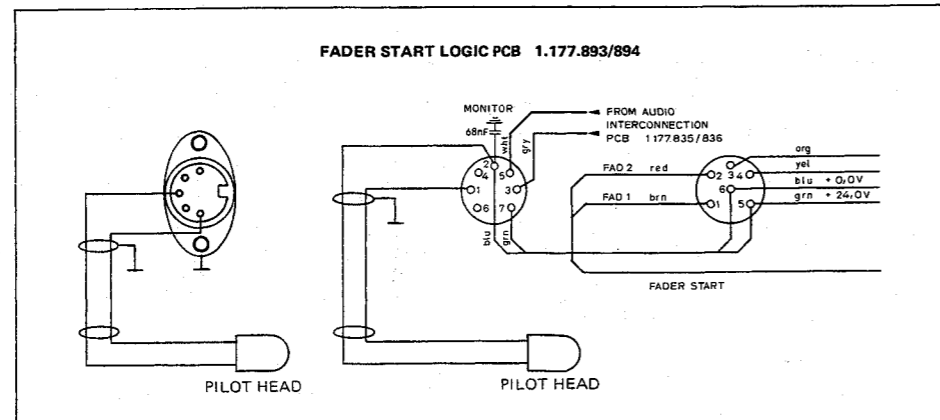 FADER START LOGIC PCB 1.177.893/894
MONITOR
68nF
wht
gry
FROM AUDIO
INTERCONNECTION
PCB 1177.835/836
2
4
5
1
3
6
7
blu
grn
FAD 2 red
FAD 1 brn
2
3
4
6
1
5
org
yel
blu + 0,0V
grn + 24,0V
FADER START
PILOT HEAD
PILOT HEAD